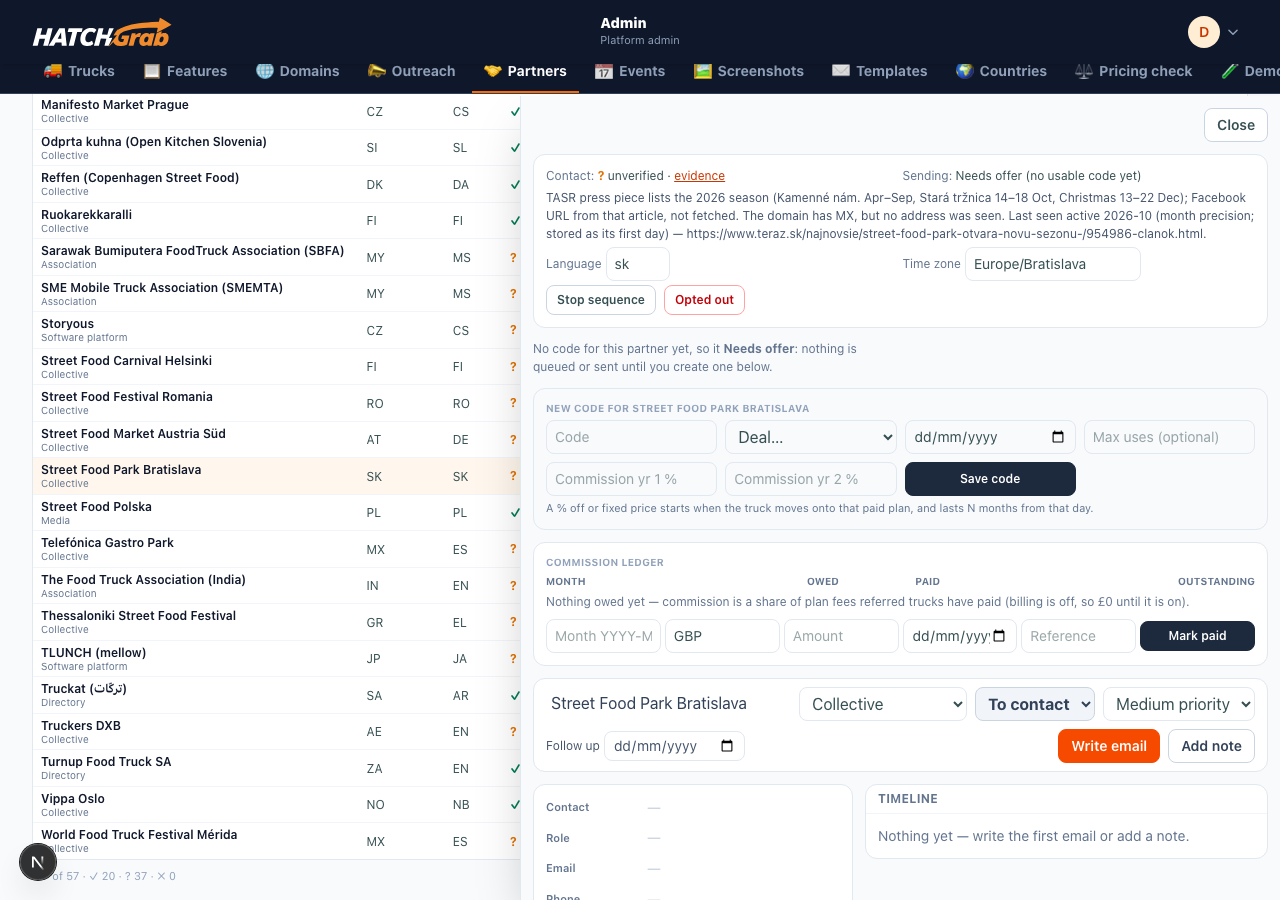 HATCHGrab
Admin
Platform admin
D
Trucks
Features
Domains
Outreach
Partners
Events
Screenshots
Templates
Countries
Pricing check
Demo
Manifesto Market Prague
Collective
CZ
CS
Odprta kuhna (Open Kitchen Slovenia)
Collective
SI
SL
Reffen (Copenhagen Street Food)
Collective
DK
DA
Ruokarekkaralli
Collective
FI
FI
Sarawak Bumiputera FoodTruck Association (SBFA)
Association
MY
MS
?
SME Mobile Truck Association (SMEMTA)
Association
MY
MS
?
Storyous
Software platform
CZ
CS
?
Street Food Carnival Helsinki
Collective
FI
FI
?
Street Food Festival Romania
Collective
RO
RO
?
Street Food Market Austria Süd
Collective
AT
DE
?
Street Food Park Bratislava
Collective
SK
SK
?
Street Food Polska
Media
PL
PL
Telefónica Gastro Park
Collective
MX
ES
?
The Food Truck Association (India)
Association
IN
EN
?
Thessaloniki Street Food Festival
Collective
GR
EL
?
TLUNCH (mellow)
Software platform
JP
JA
?
Truckat (تركّات)
Directory
SA
AR
Truckers DXB
Collective
AE
EN
?
Turnup Food Truck SA
Directory
ZA
EN
Vippa Oslo
Collective
NO
NB
World Food Truck Festival Mérida
Collective
MX
ES
?
N
of 57 · ✓ 20 · ? 37 · ✕ 0
Close
Contact: ? unverified · evidence
Sending: Needs offer (no usable code yet)
TASR press piece lists the 2026 season (Kamenné nám. Apr–Sep, Stará tržnica 14–18 Oct, Christmas 13–22 Dec); Facebook
URL from that article, not fetched. The domain has MX, but no address was seen. Last seen active 2026-10 (month precision;
stored as its first day) — https://www.teraz.sk/najnovsie/street-food-park-otvara-novu-sezonu-/954986-clanok.html.
Language
sk
Time zone
Europe/Bratislava
Stop sequence
Opted out
No code for this partner yet, so it Needs offer: nothing is
queued or sent until you create one below.
NEW CODE FOR STREET FOOD PARK BRATISLAVA
Code
Deal...
dd/mm/yyyy
Max uses (optional)
Commission yr 1 %
Commission yr 2 %
Save code
A % off or fixed price starts when the truck moves onto that paid plan, and lasts N months from that day.
COMMISSION LEDGER
MONTH
OWED
PAID
OUTSTANDING
Nothing owed yet — commission is a share of plan fees referred trucks have paid (billing is off, so £0 until it is on).
Month YYYY-M
GBP
Amount
dd/mm/yyyy
Reference
Mark paid
Street Food Park Bratislava
Collective
To contact
Medium priority
Follow up
dd/mm/yyyy
Write email
Add note
Contact
—
Role
—
Email
—
Phone
TIMELINE
Nothing yet — write the first email or add a note.